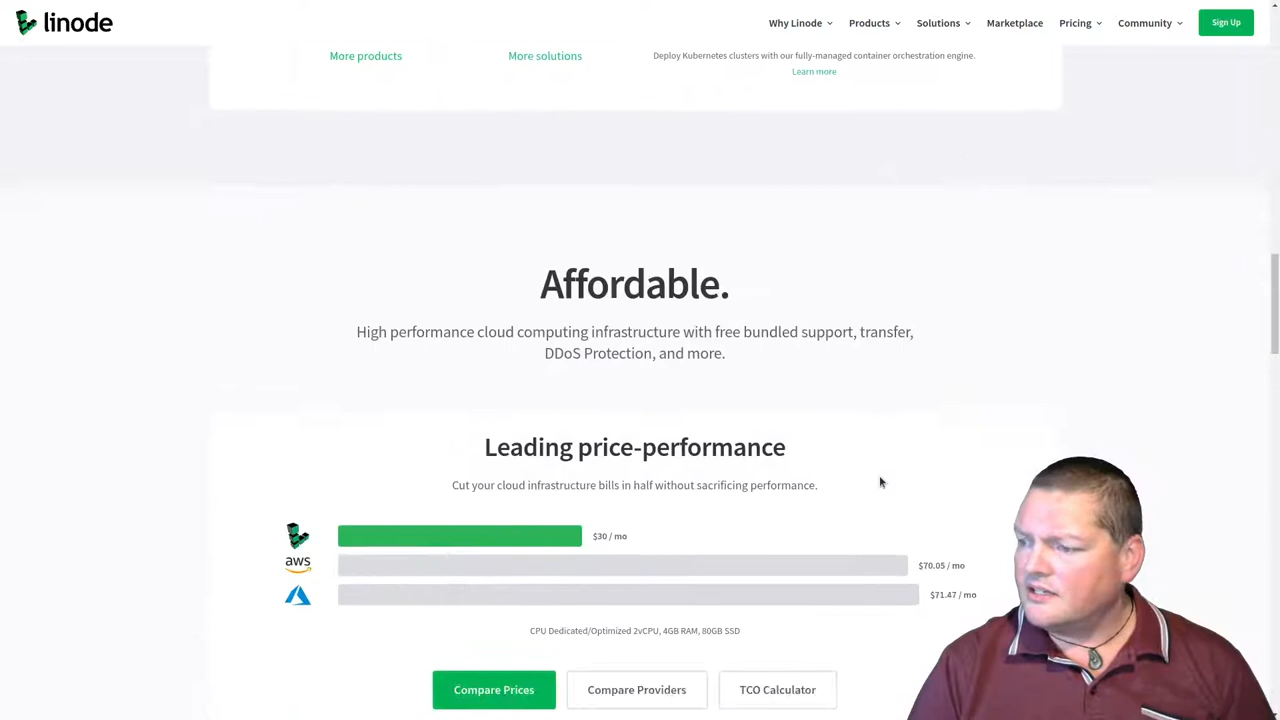 linode
Why Linode
Products
Solutions
Marketplace
Pricing
Community
Sign Up
More products
More solutions
Deploy Kubernetes clusters with our fully-managed container orchestration engine.
Learn more
Affordable.
High performance cloud computing infrastructure with free bundled support, transfer,
DDoS Protection, and more.
Leading price-performance
Cut your cloud infrastructure bills in half without sacrificing performance.
$30 / mo
aws
$70.05 / mo
$71.47 / mo
CPU Dedicated/Optimized 2vCPU, 4GB RAM, 80GB SSD
Compare Prices
Compare Providers
TCO Calculator